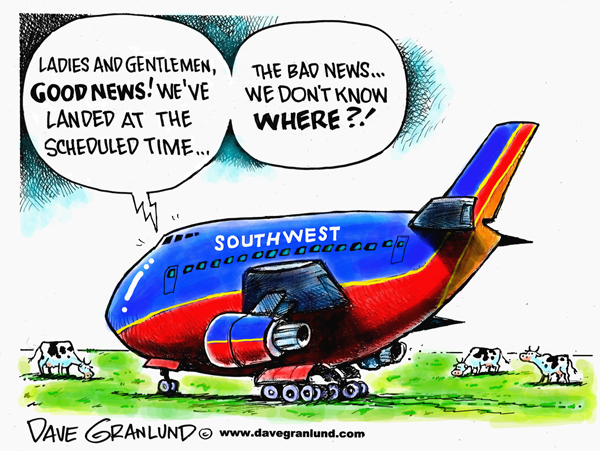 LADIES AND GENTLEMEN,
GOOD NEWS! WE'VE
LANDED AT THE
SCHEDULED TIME...
THE BAD NEWS...
WE DON'T KNOW
WHERE?!
SOUTHWEST
DAVE GRANLUND © www.davegranlund.com